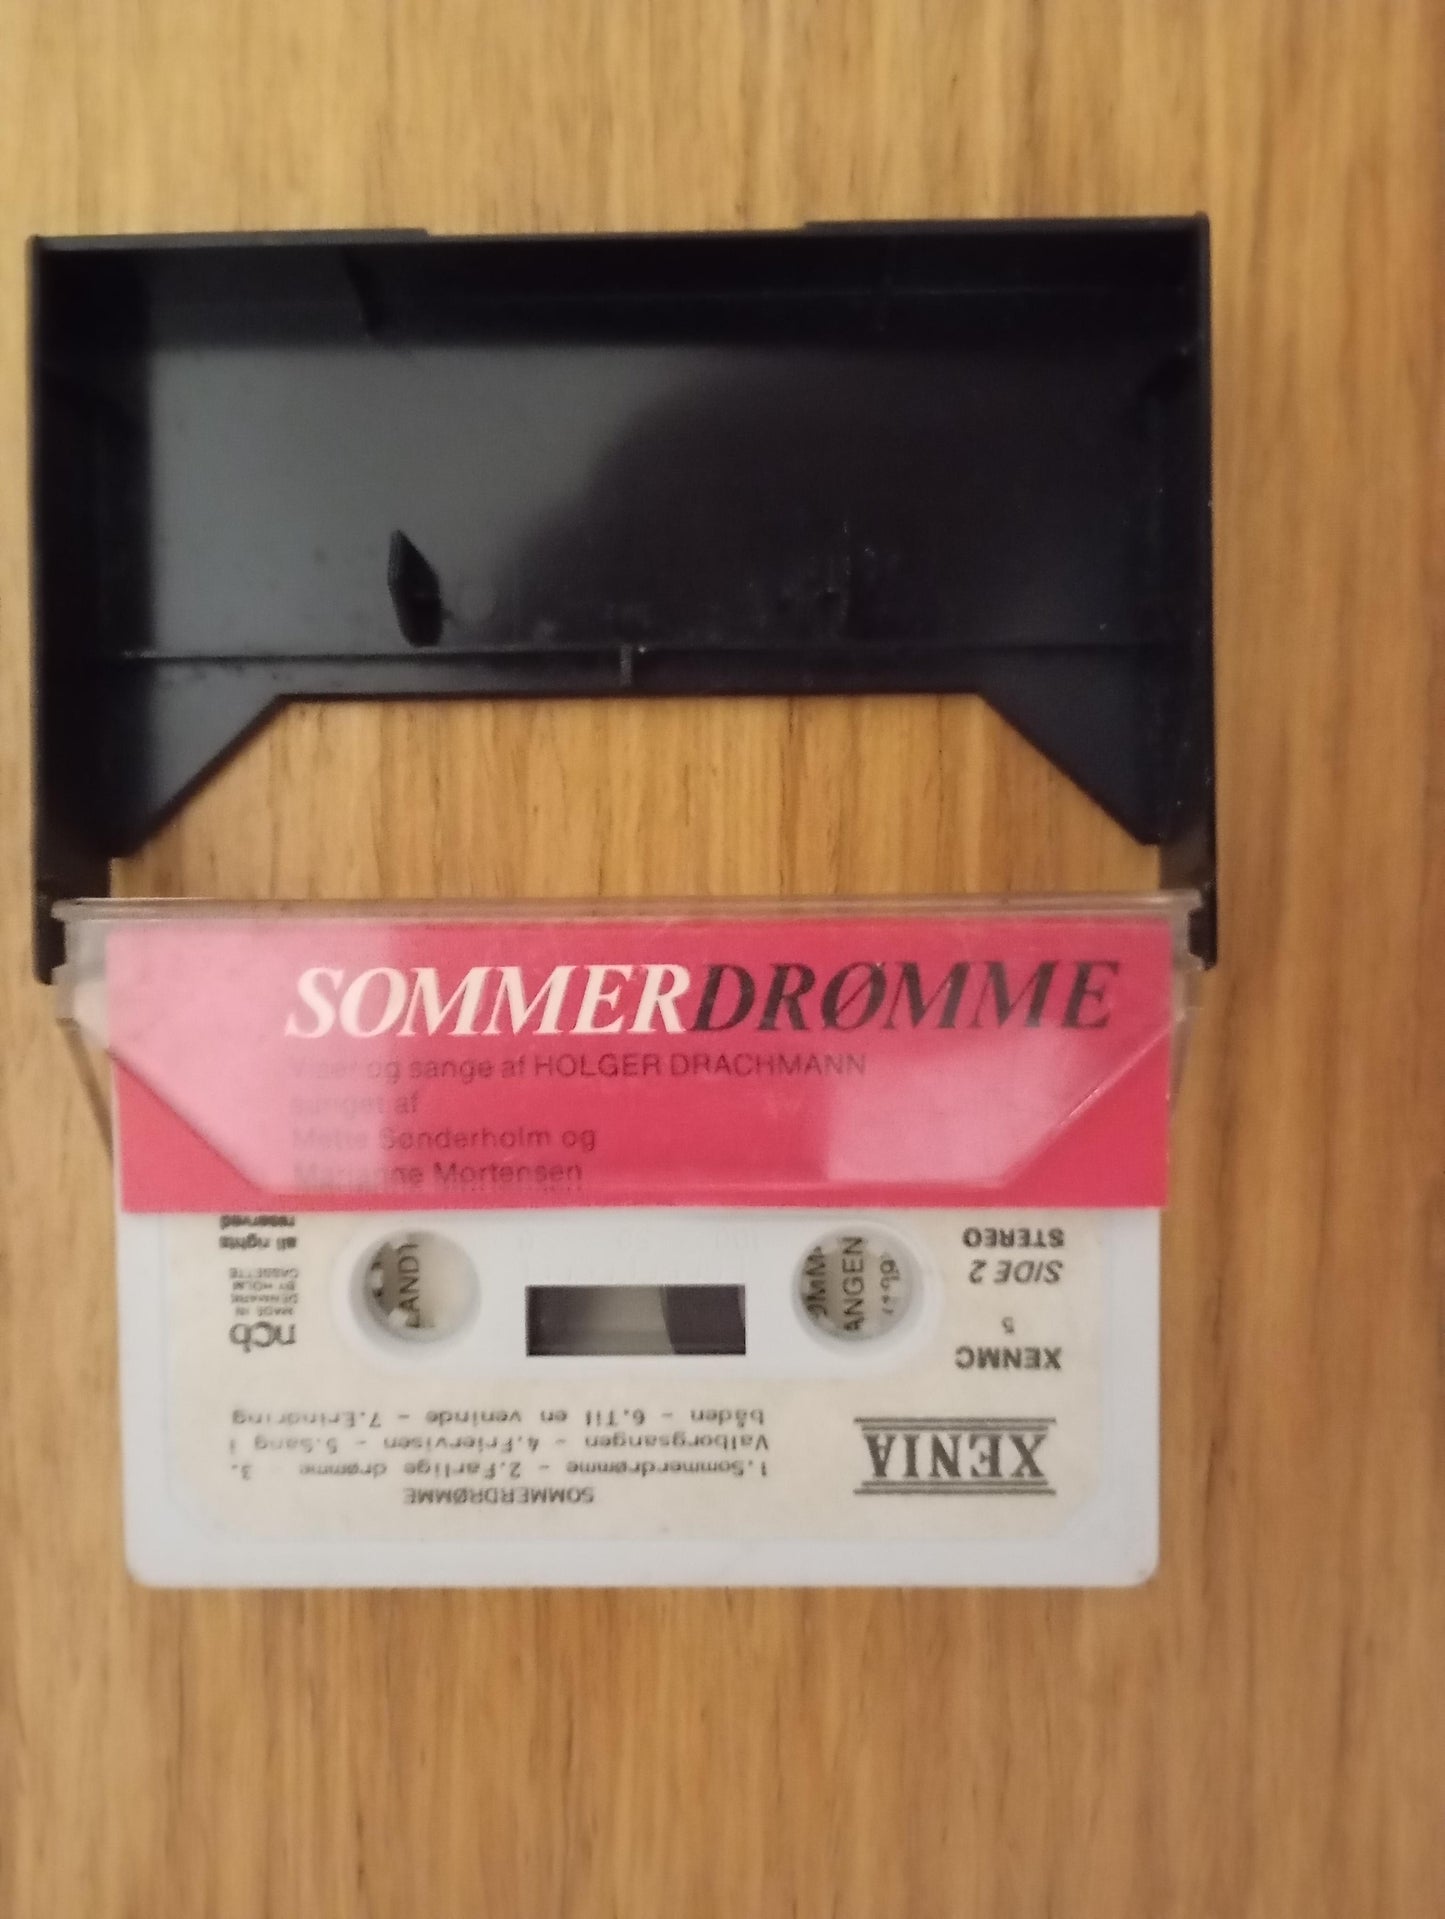 SOMMERDRØMME
Viser og sange af HOLGER DRACHMANN
sunget af
Mette Sønderholm og
Marianne Mortensen
XENIA
SOMMERDRØMME
1.Sommerdrømme - 2.Farlige drømme - 3.
Valborgsangen - 4.Friervisen - 5.Sang i
båden - 6.Til en veninde - 7.Erindring
XENMC
5
SIDE 2
STEREO
ncb
MADE IN
DENMARK
BY HOLM
CASSETTE
all rights
reserved
ANGEN